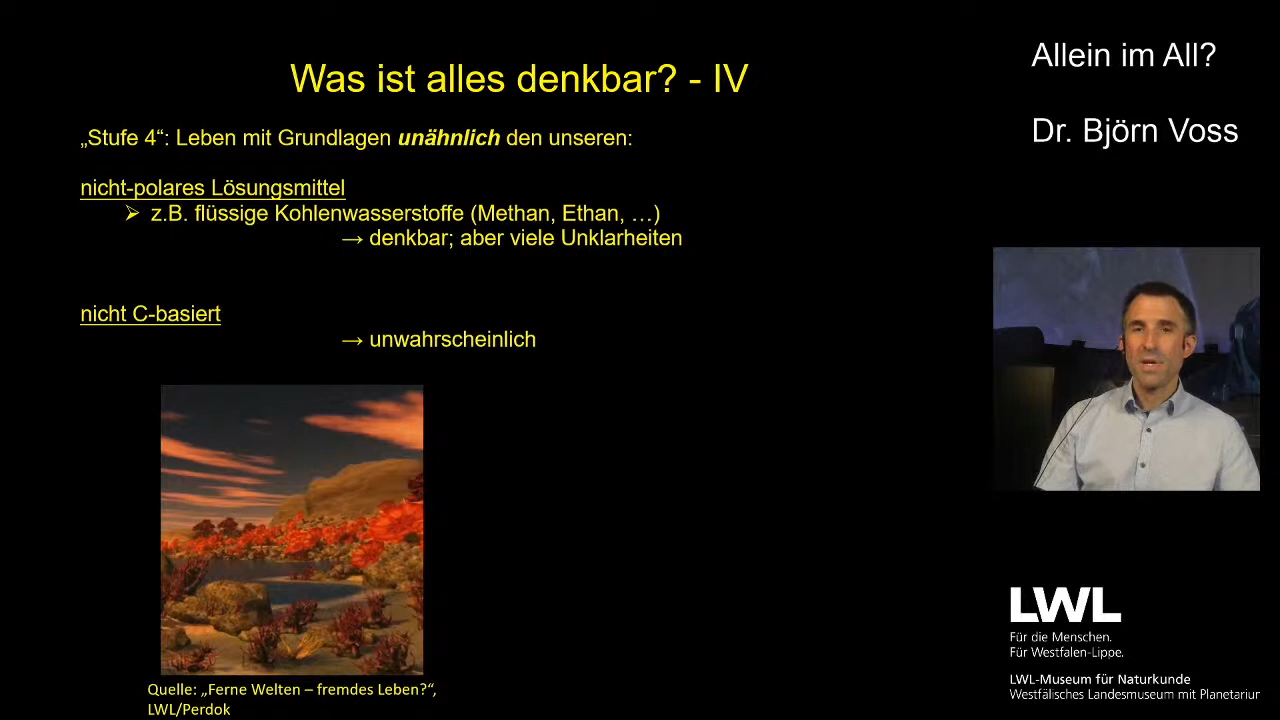 Was ist alles denkbar? - IV
„Stufe 4“: Leben mit Grundlagen unähnlich den unseren:
nicht-polares Lösungsmittel
➢ z.B. flüssige Kohlenwasserstoffe (Methan, Ethan, …)
→ denkbar; aber viele Unklarheiten
nicht C-basiert
→ unwahrscheinlich
Quelle: „Ferne Welten – fremdes Leben?“,
LWL/Perdok
Allein im All?
Dr. Björn Voss
LWL
Für die Menschen.
Für Westfalen-Lippe.
LWL-Museum für Naturkunde
Westfälisches Landesmuseum mit Planetariur